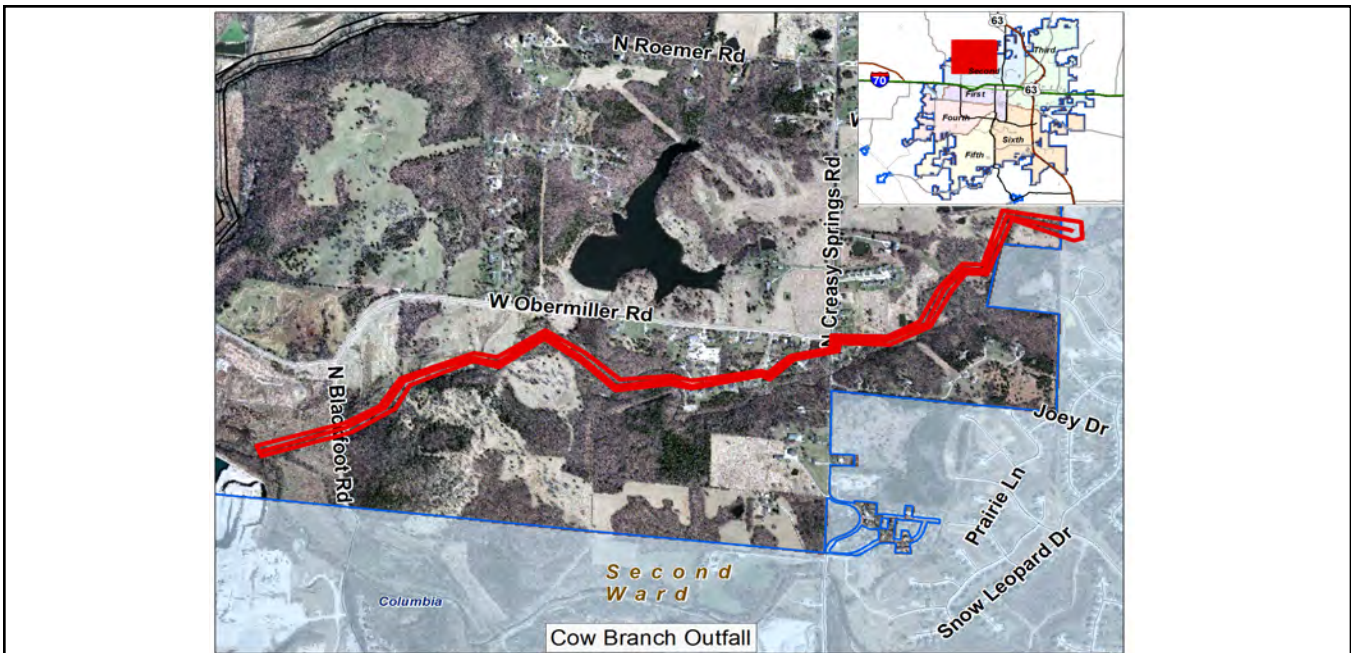 N Roemer Rd
63
Third
Second
70
63
First
Fourth
Sixth
Fifth
N Creasy Springs Rd
W Obermiller Rd
N Blackfoot Rd
Joey Dr
Prairie Ln
Snow Leopard Dr
Second
Ward
Columbia
Cow Branch Outfall